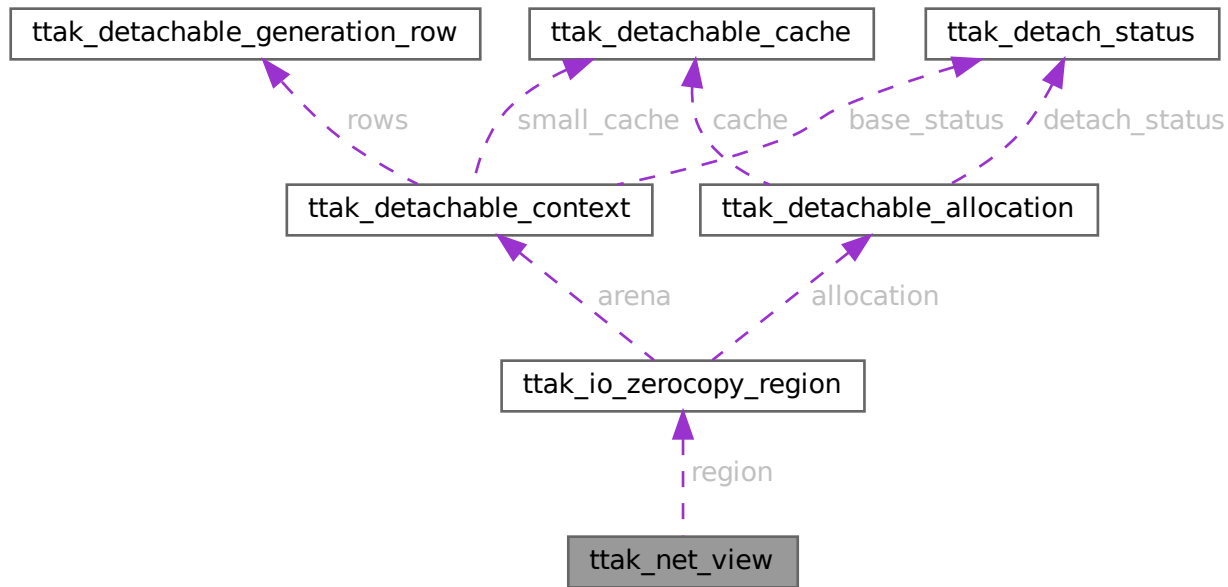 ttak_detachable_generation_row
ttak_detachable_cache
ttak_detach_status
rows
small_cache
cache
base_status
detach_status
ttak_detachable_context
ttak_detachable_allocation
arena
allocation
ttak_io_zerocopy_region
region
ttak_net_view